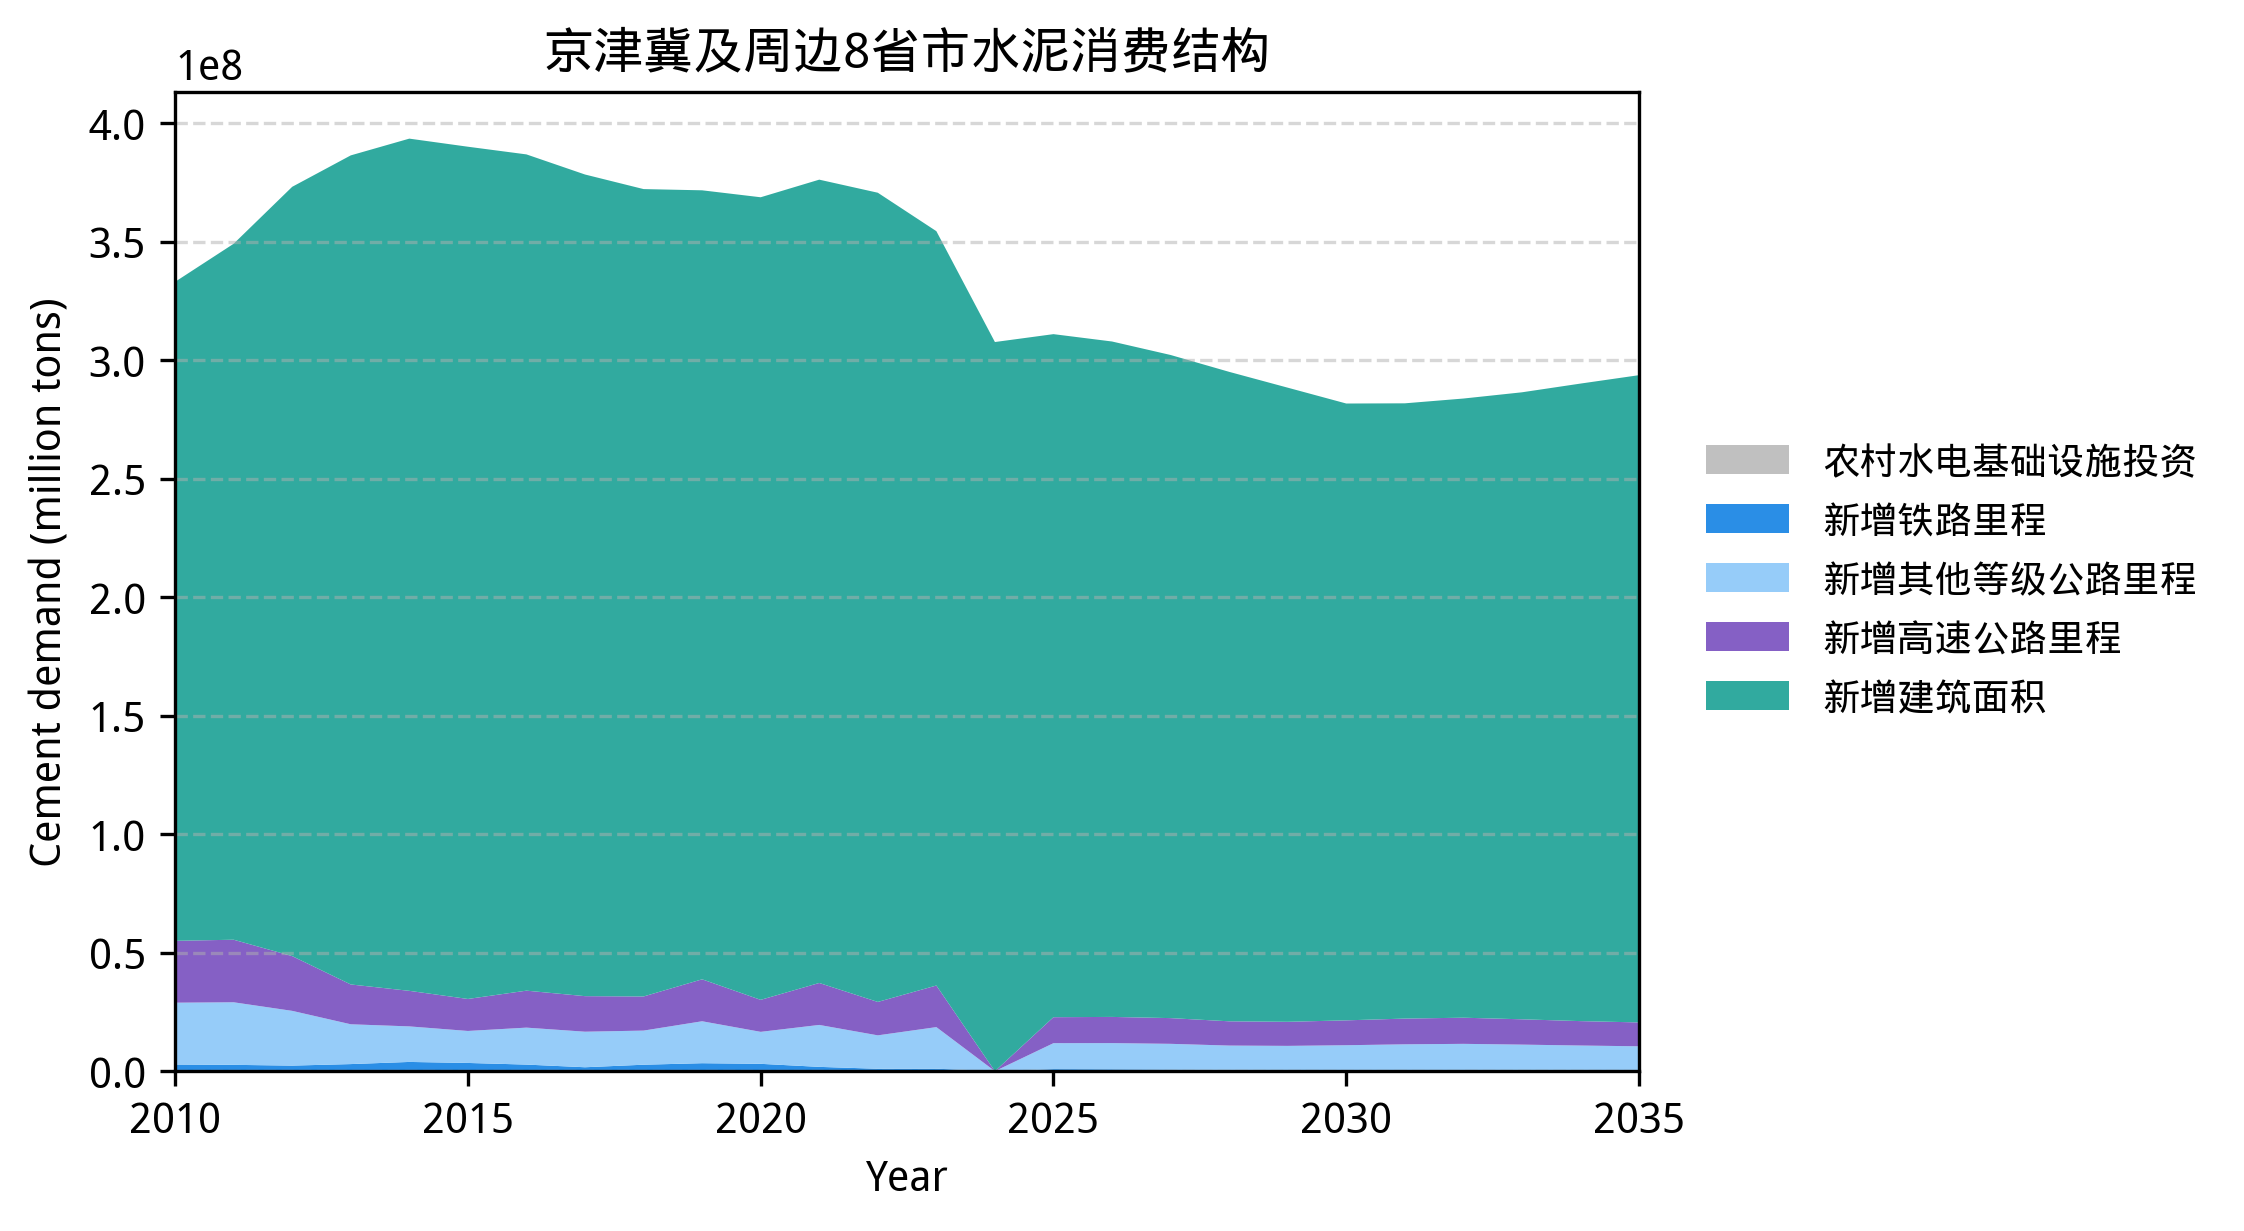 京津冀及周边8省市水泥消费结构
1e8
4.0
3.5
3.0
2.5
2.0
1.5
1.0
0.5
0.0
Cement demand (million tons)
2010 2015 2020 2025 2030 2035
Year
农村水电基础设施投资
新增铁路里程
新增其他等级公路里程
新增高速公路里程
新增建筑面积